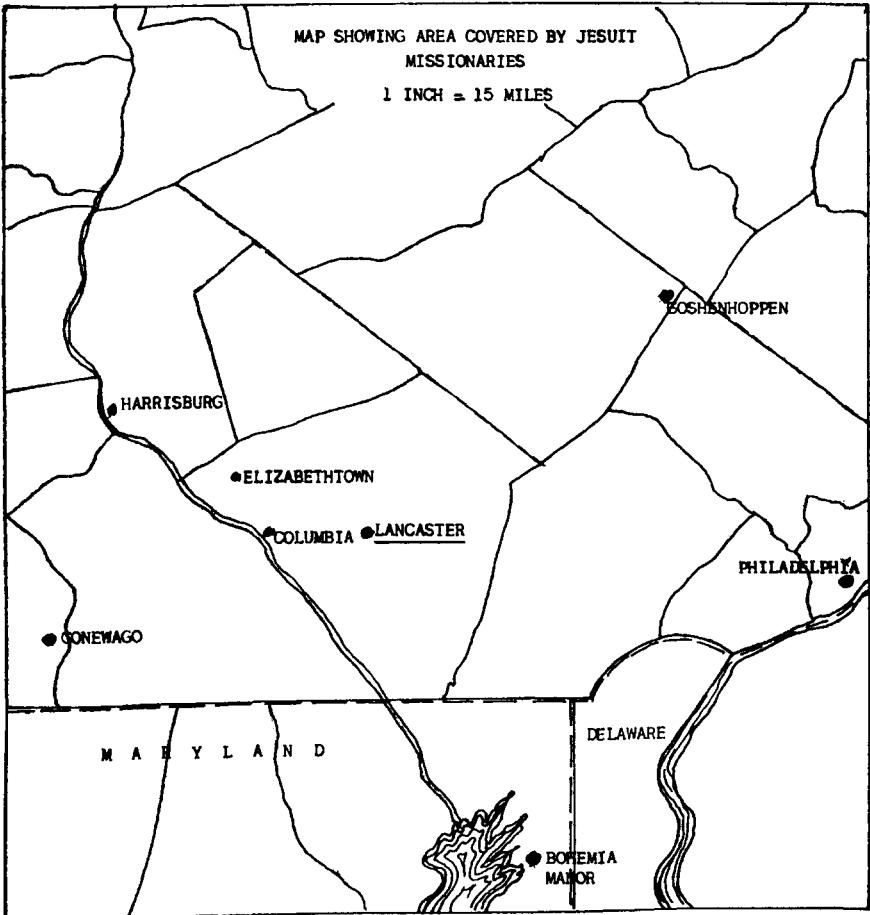 MAP SHOWING AREA COVERED BY JESUIT
MISSIONARIES
1 INCH = 15 MILES
GOSHENHOPPEN
HARRISBURG
ELIZABETHTOWN
COLUMBIA
LANCASTER
PHILADELPHIA
CONEWAGO
DELAWARE
MARYLAND
BOHEMIA
MANOR